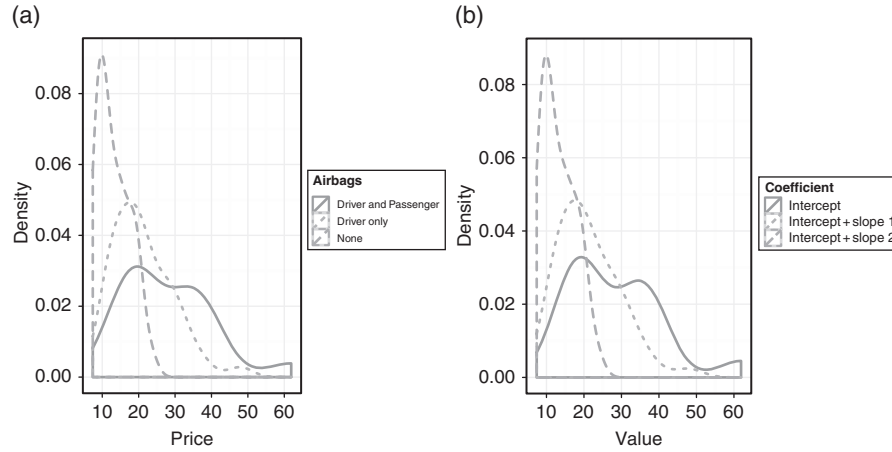 (a)
0.08
0.06
0.04
0.02
0.00
Density
10 20 30 40 50 60
Price
Airbags
Driver and Passenger
Driver only
None
(b)
0.08
0.06
0.04
0.02
0.00
Density
10 20 30 40 50 60
Value
Coefficient
Intercept
Intercept + slope 1
Intercept + slope 2